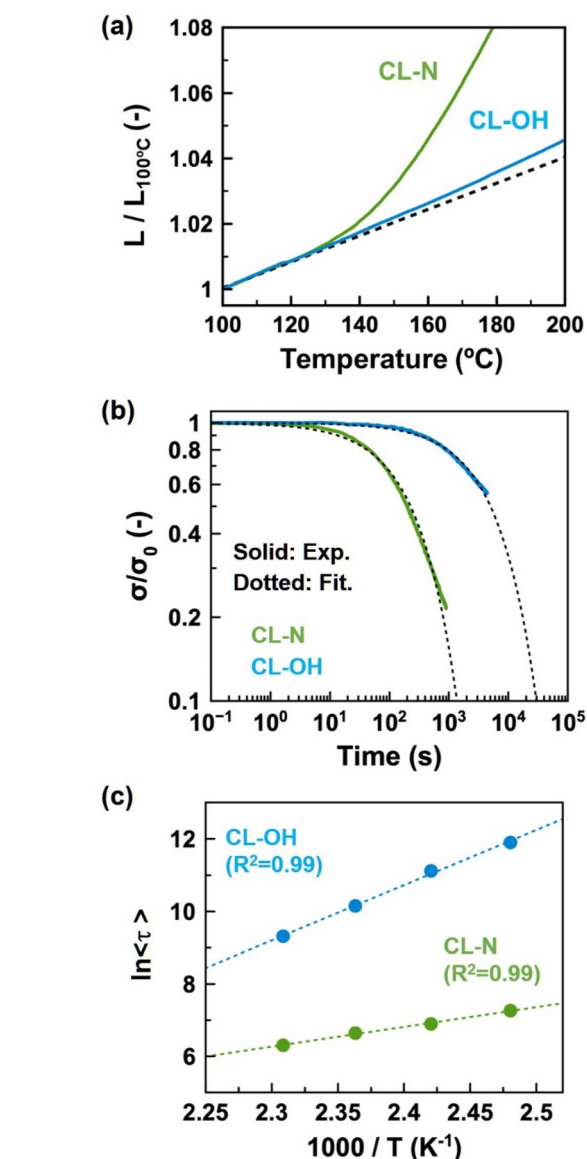 (a)
1.08
1.06
1.04
1.02
1
L / L100ºC (-)
CL-N
CL-OH
100 120 140 160 180 200
Temperature (ºC)
(b)
1
0.8
0.6
0.4
0.2
0.1
σ/σ0 (-)
Solid: Exp.
Dotted: Fit.
CL-N
CL-OH
10⁻¹ 10⁰ 10¹ 10² 10³ 10⁴ 10⁵
Time (s)
(c)
12
10
8
6
ln<τ >
CL-OH
(R²=0.99)
CL-N
(R²=0.99)
2.25 2.3 2.35 2.4 2.45 2.5
1000 / T (K⁻¹)